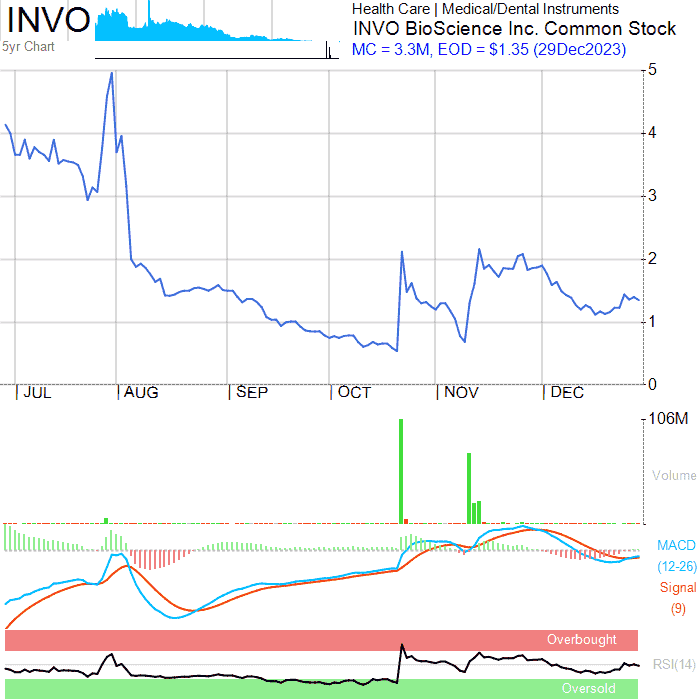 INVO
5yr Chart
Health Care | Medical/Dental Instruments
INVO BioScience Inc. Common Stock
MC = 3.3M, EOD = $1.35 (29Dec2023)
5
4
3
2
1
0
| JUL | AUG | SEP | OCT | NOV | DEC
106M
Volume
MACD
(12-26)
Signal
(9)
Overbought
RSI(14)
Oversold